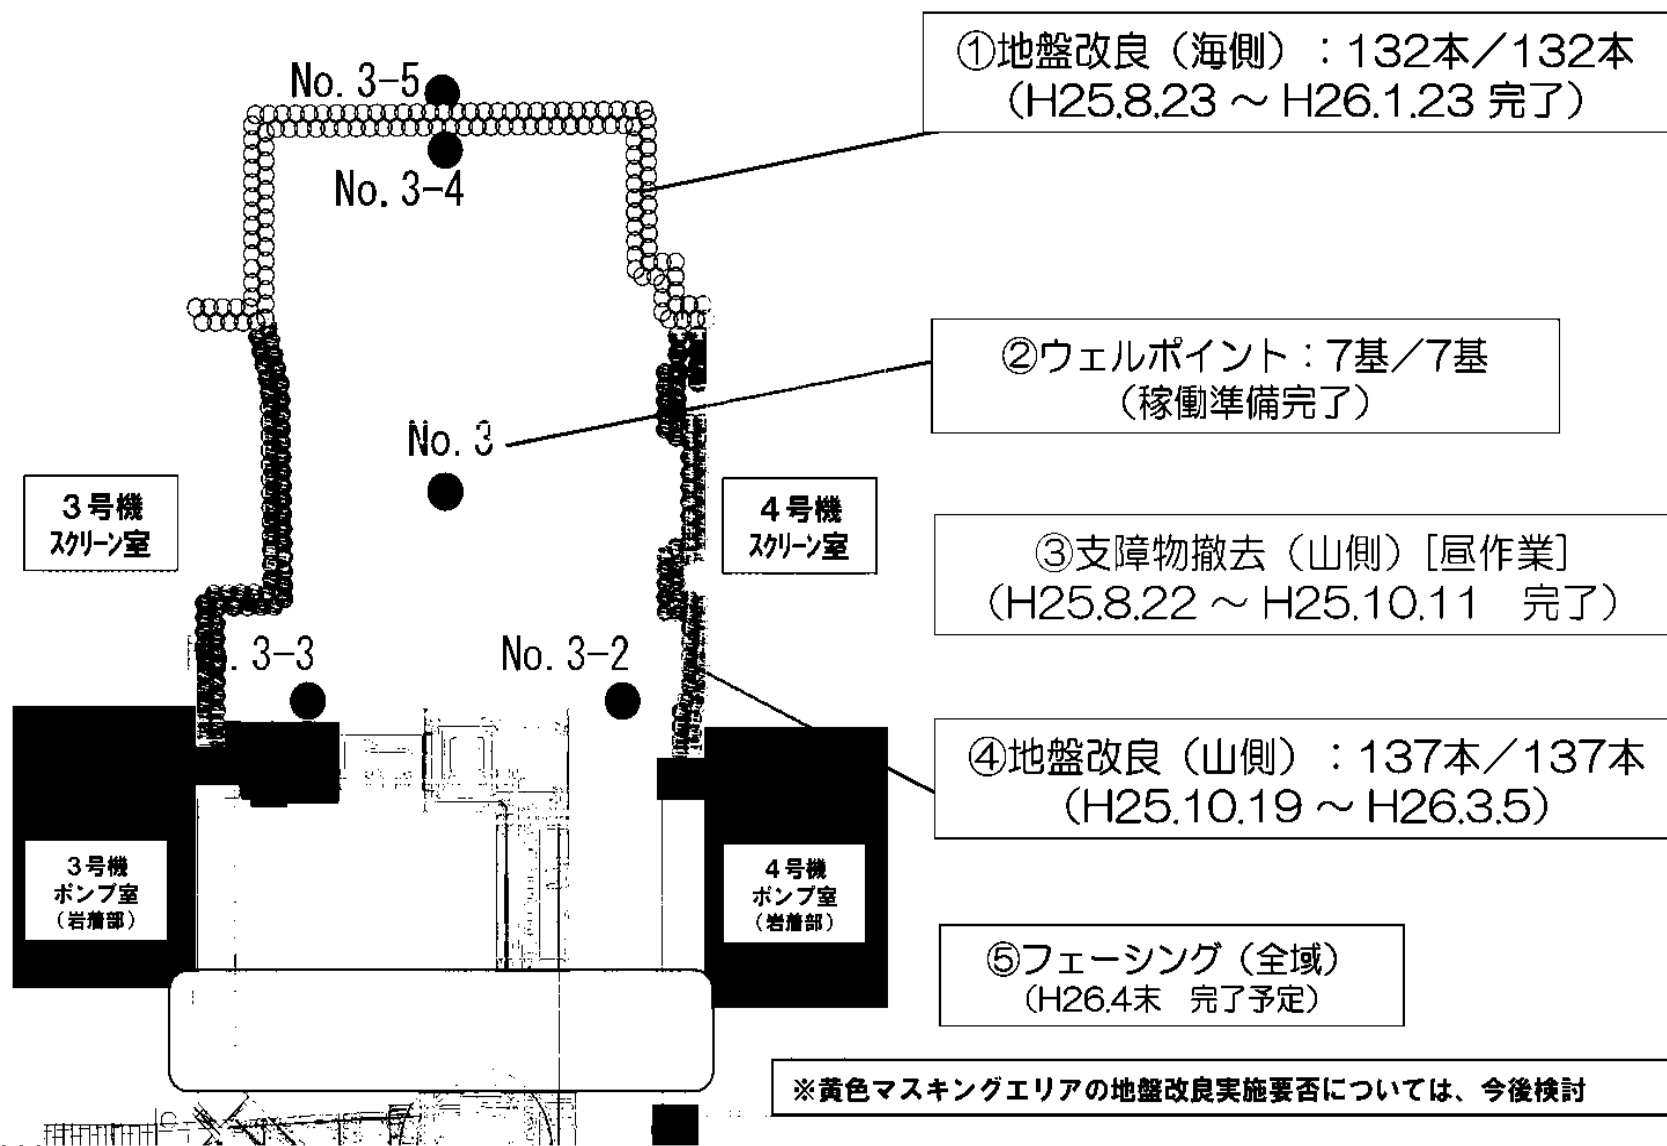 ①地盤改良（海側）：132本／132本
（H25.8.23 ～ H26.1.23 完了）
No. 3-5
No. 3-4
②ウェルポイント：7基／7基
（稼働準備完了）
No. 3
3号機
スクリーン室
4号機
スクリーン室
③支障物撤去（山側）[昼作業]
（H25.8.22 ～ H25.10.11　完了）
. 3-3
No. 3-2
④地盤改良（山側）：137本／137本
（H25.10.19 ～ H26.3.5）
3号機
ポンプ室
（岩着部）
4号機
ポンプ室
（岩着部）
⑤フェーシング（全域）
（H26.4末　完了予定）
※黄色マスキングエリアの地盤改良実施要否については、今後検討